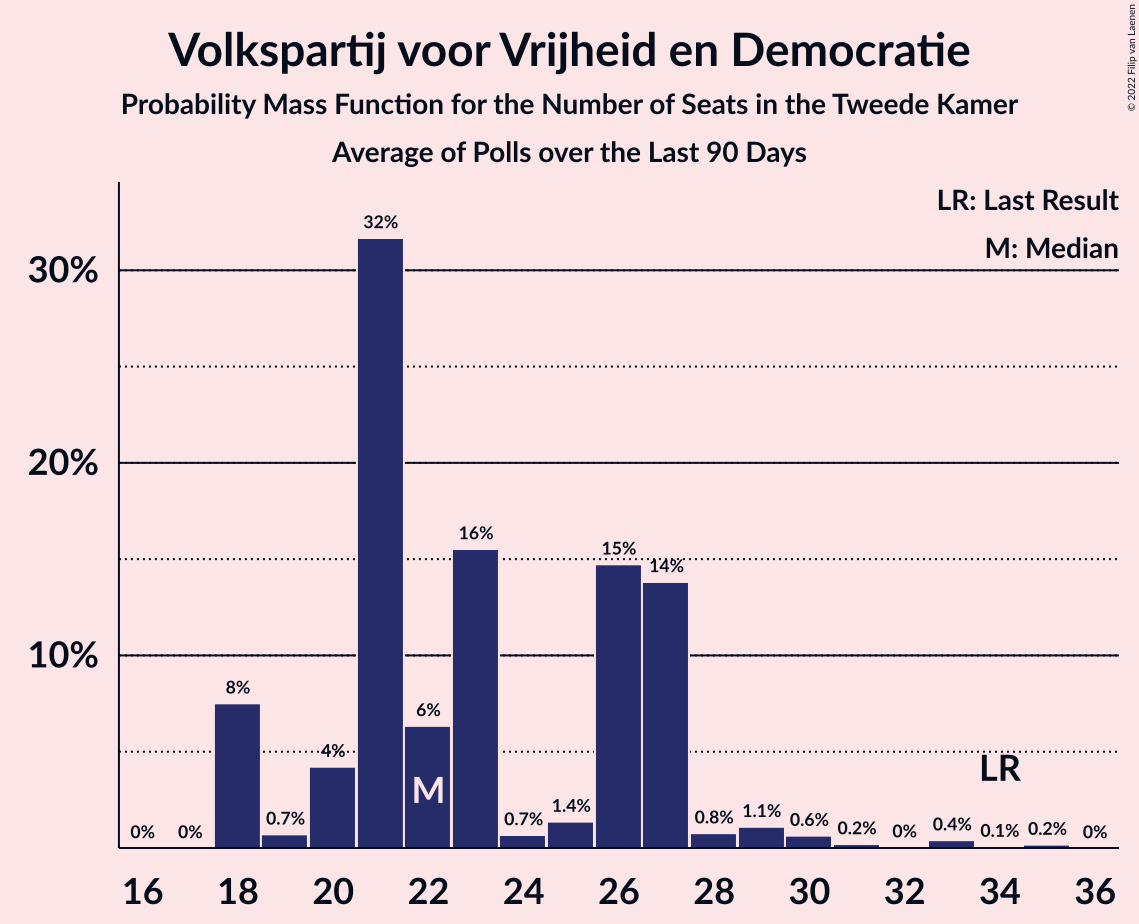 Volkspartij voor Vrijheid en Democratie
Probability Mass Function for the Number of Seats in the Tweede Kamer
Average of Polls over the Last 90 Days
© 2022 Filip van Laenen
LR: Last Result
M: Median
30%
20%
10%
0%
0%
8%
0.7%
4%
32%
6%
16%
0.7%
1.4%
15%
14%
0.8%
1.1%
0.6%
0.2%
0%
0.4%
0.1%
0.2%
0%
M
LR
16 18 20 22 24 26 28 30 32 34 36